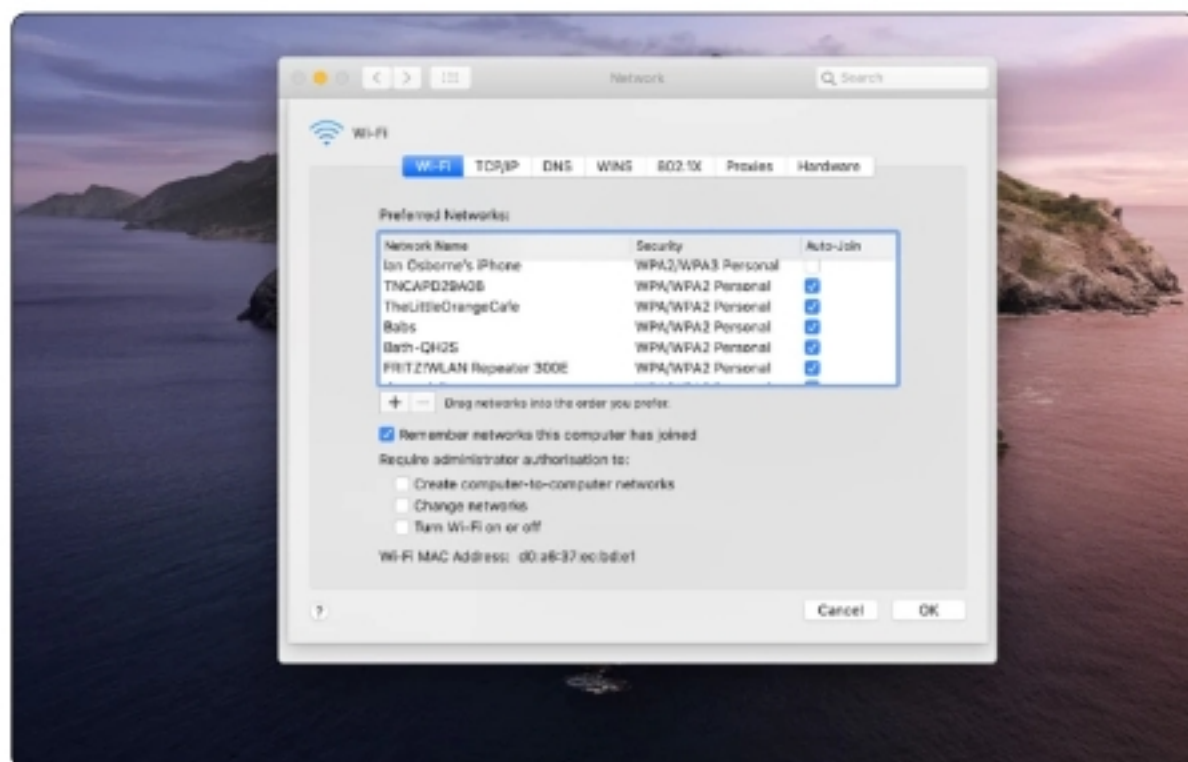 Network
Search
Wi-Fi
Wi-Fi TCP/IP DNS WINS 802.1X Proxies Hardware
Preferred Networks:
Network Name Security Auto-Join
Ian Osborne's iPhone WPA2/WPA3 Personal
TNCAPD29A0B WPA/WPA2 Personal
TheLittleOrangeCafe WPA/WPA2 Personal
Babs WPA/WPA2 Personal
Bath-QH2S WPA/WPA2 Personal
FRITZ!WLAN Repeater 300E WPA/WPA2 Personal
+ − Drag networks into the order you prefer.
Remember networks this computer has joined
Require administrator authorisation to:
Create computer-to-computer networks
Change networks
Turn Wi-Fi on or off
Wi-Fi MAC Address: d0:a6:37:ec:bd:e1
? Cancel OK